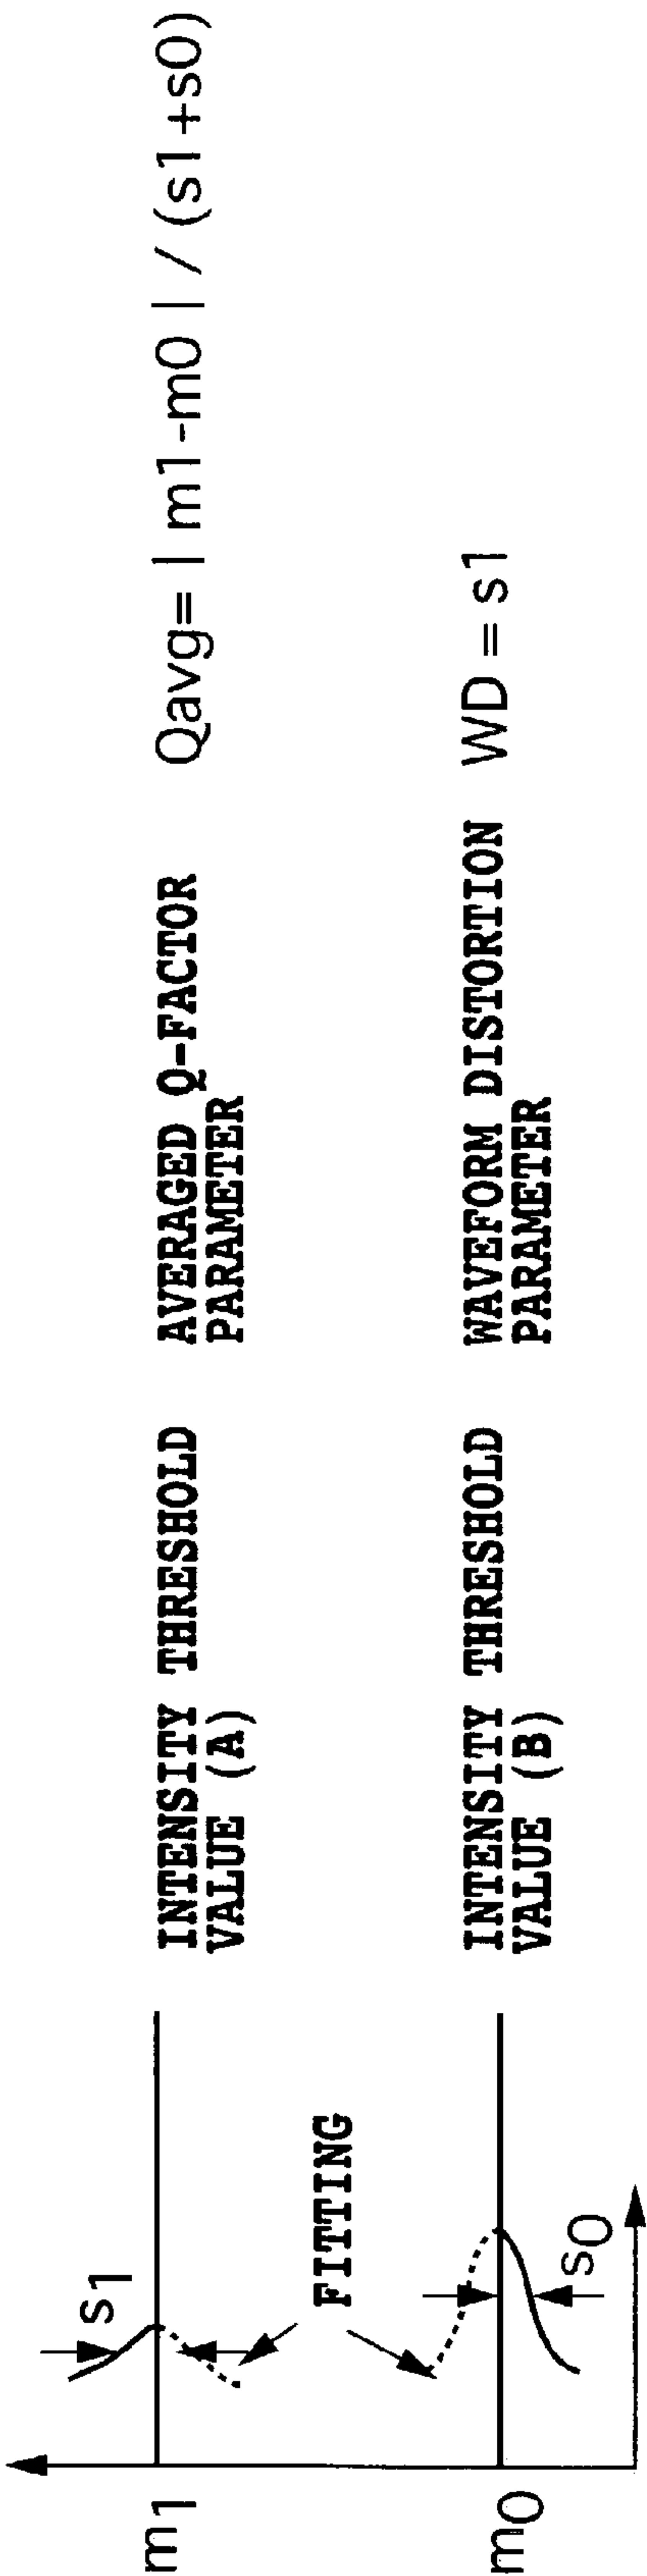 m1
s1
INTENSITY THRESHOLD
VALUE (A)
AVERAGED Q-FACTOR
PARAMETER
Qavg= | m1-m0 | / (s1+s0)
FITTING
m0
s0
INTENSITY THRESHOLD
VALUE (B)
WAVEFORM DISTORTION
PARAMETER
WD = s1